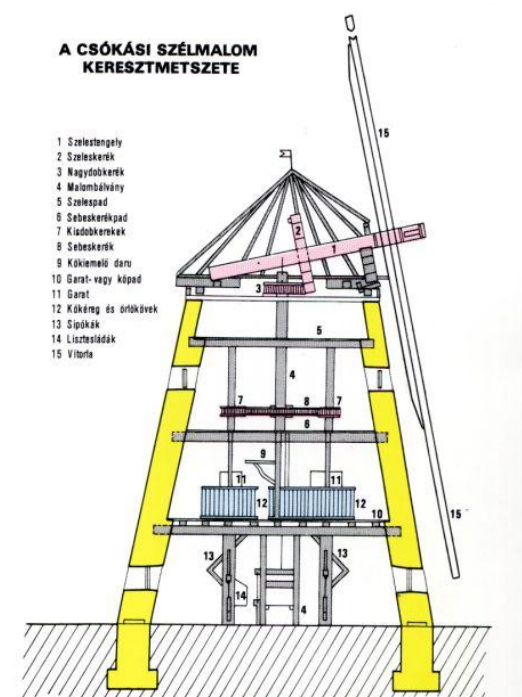 A CSÓKÁSI SZÉLMALOM
KERESZTMETSZETE
1 Szelestengely
2 Szeleskerék
3 Nagydobkerék
4 Malombálvány
5 Szelespad
6 Sebeskerékpad
7 Kisdobkerekek
8 Sebeskerék
9 Kőkiemelő daru
10 Garat- vagy kőpad
11 Garat
12 Kőkéreg és őrlőkövek
13 Sípókák
14 Lisztesládák
15 Vitorla
15
2
1
3
5
4
7
8
7
6
9
11
11
12
12
10
13
13
14
4
15